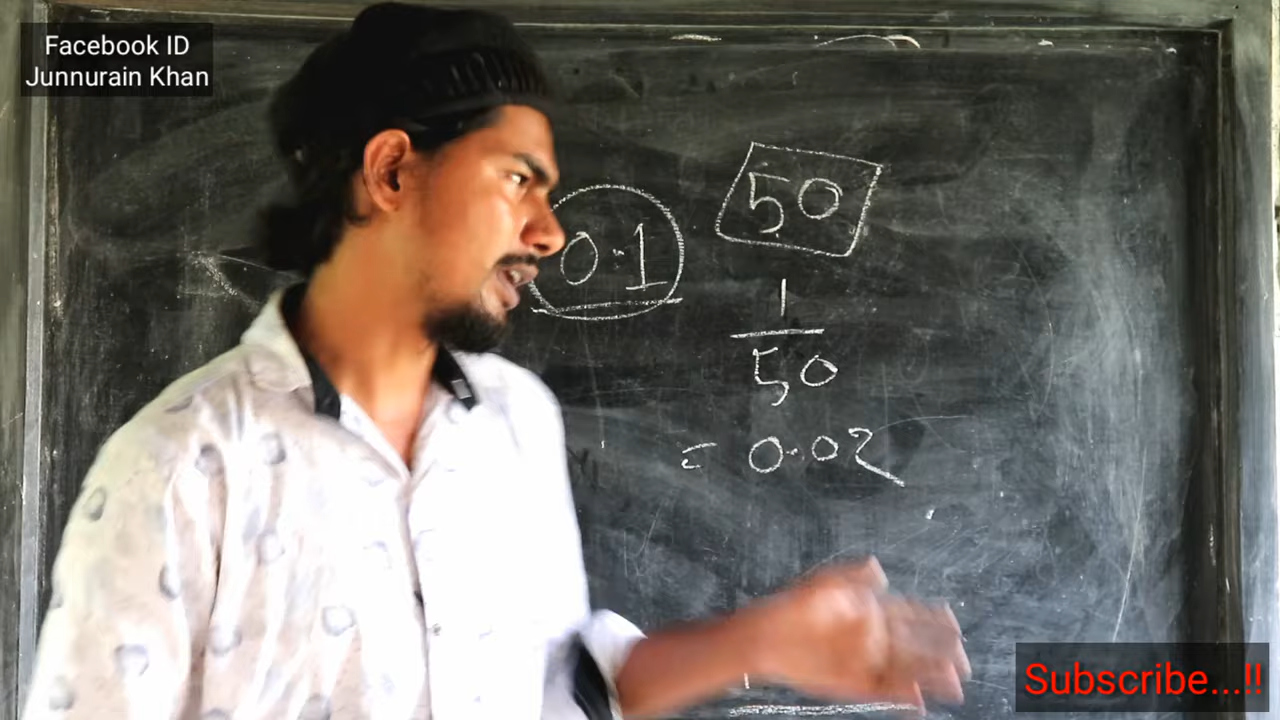 Facebook ID
Junnurain Khan
0.1
50
1
50
= 0.02
Subscribe...!!